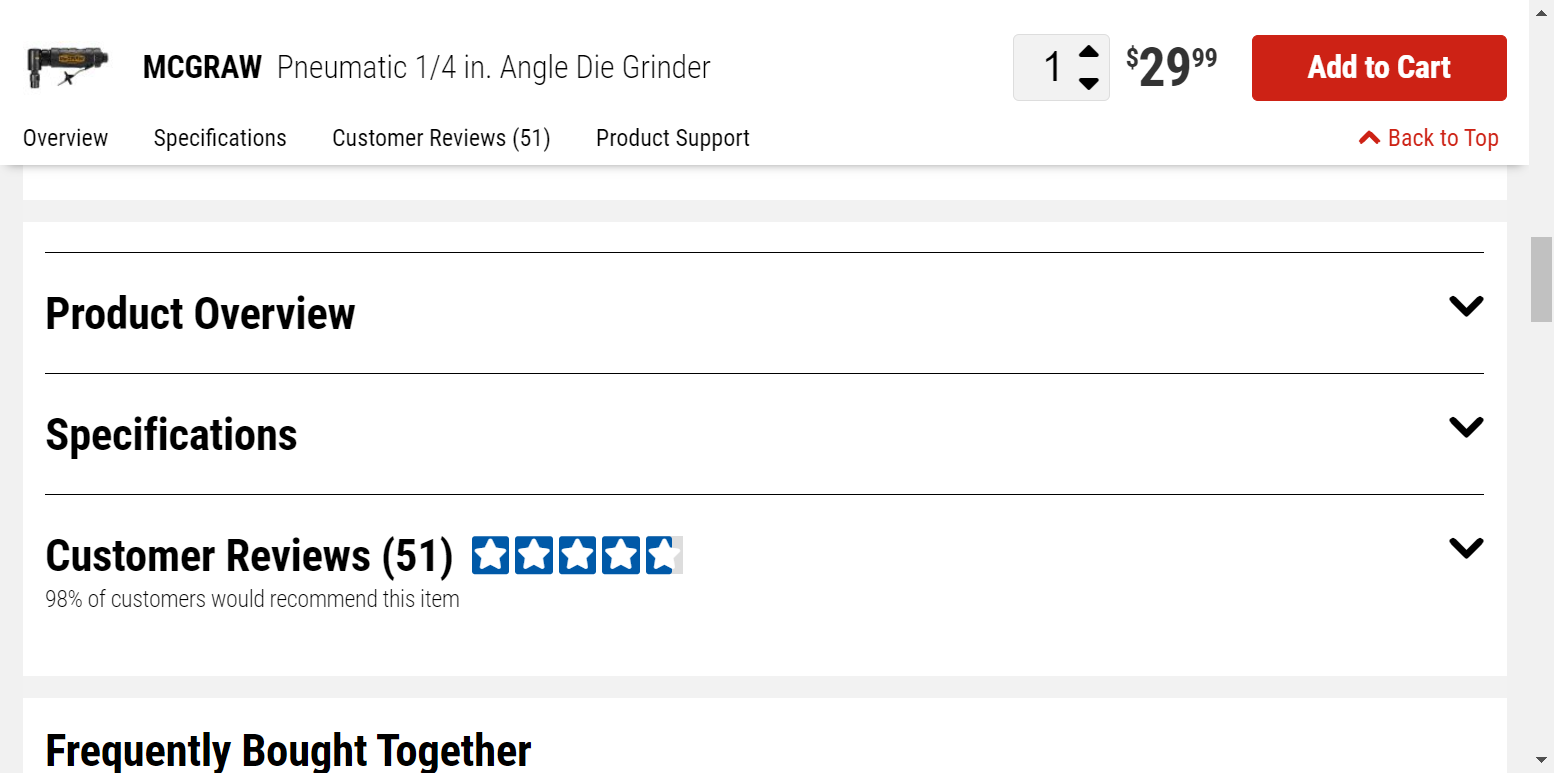 MCGRAW Pneumatic 1/4 in. Angle Die Grinder
1
$29.99
Add to Cart
Overview
Specifications
Customer Reviews (51)
Product Support
Back to Top
Product Overview
Specifications
Customer Reviews (51)
98% of customers would recommend this item
Frequently Bought Together